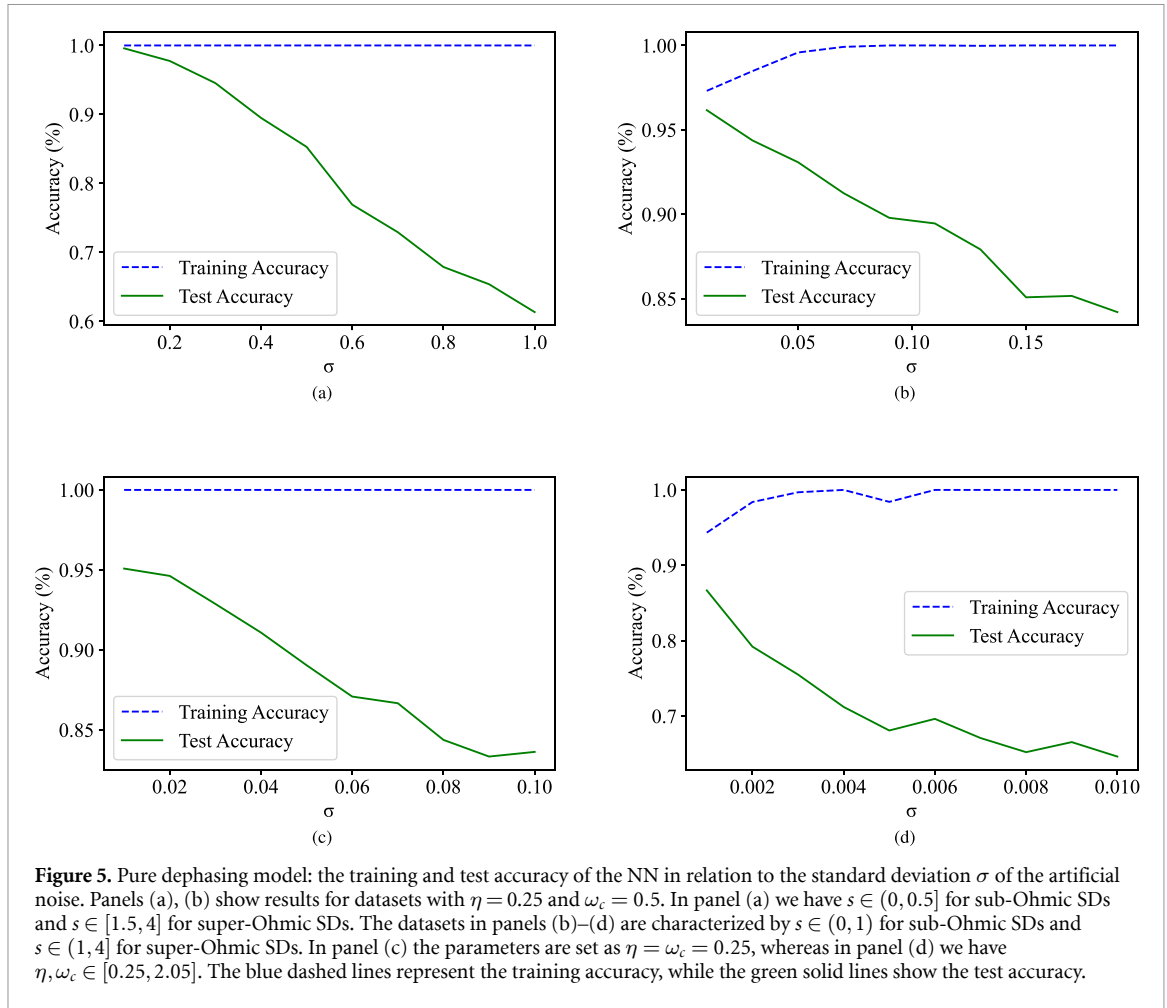 1.0
0.9
0.8
0.7
0.6
Accuracy (%)
Training Accuracy
Test Accuracy
0.2 0.4 0.6 0.8 1.0
σ
(a)
1.00
0.95
0.90
0.85
Accuracy (%)
Training Accuracy
Test Accuracy
0.05 0.10 0.15
σ
(b)
1.00
0.95
0.90
0.85
Accuracy (%)
Training Accuracy
Test Accuracy
0.02 0.04 0.06 0.08 0.10
σ
(c)
1.0
0.9
0.8
0.7
Accuracy (%)
Training Accuracy
Test Accuracy
0.002 0.004 0.006 0.008 0.010
σ
(d)
Figure 5. Pure dephasing model: the training and test accuracy of the NN in relation to the standard deviation σ of the artificial
noise. Panels (a), (b) show results for datasets with η = 0.25 and ω_c = 0.5. In panel (a) we have s ∈ (0, 0.5] for sub-Ohmic SDs
and s ∈ [1.5, 4] for super-Ohmic SDs. The datasets in panels (b)–(d) are characterized by s ∈ (0, 1) for sub-Ohmic SDs and
s ∈ (1, 4] for super-Ohmic SDs. In panel (c) the parameters are set as η = ω_c = 0.25, whereas in panel (d) we have
η, ω_c ∈ [0.25, 2.05]. The blue dashed lines represent the training accuracy, while the green solid lines show the test accuracy.